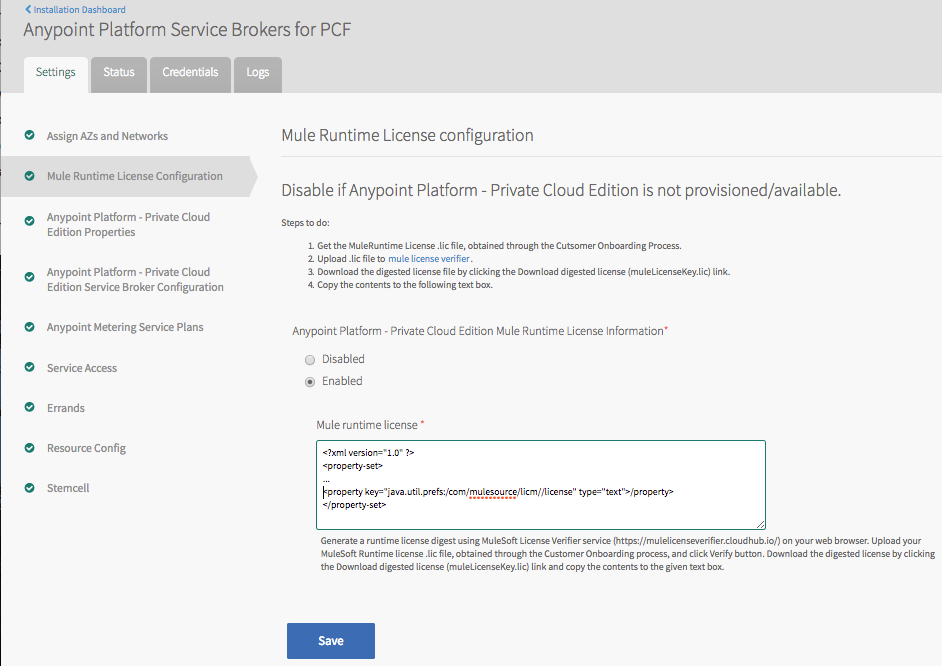 Installation Dashboard
Anypoint Platform Service Brokers for PCF
Settings
Status
Credentials
Logs
Assign AZs and Networks
Mule Runtime License Configuration
Anypoint Platform - Private Cloud
Edition Properties
Anypoint Platform - Private Cloud
Edition Service Broker Configuration
Anypoint Metering Service Plans
Service Access
Errands
Resource Config
Stemcell
Mule Runtime License configuration
Disable if Anypoint Platform - Private Cloud Edition is not provisioned/available.
Steps to do:
1. Get the MuleRuntime License .lic file, obtained through the Cutsomer Onboarding Process.
2. Upload .lic file to mule license verifier.
3. Download the digested license file by clicking the Download digested license (muleLicenseKey.lic) link.
4. Copy the contents to the following text box.
Anypoint Platform - Private Cloud Edition Mule Runtime License Information*
Disabled
Enabled
Mule runtime license *
<?xml version="1.0" ?>
<property-set>
...
<property key="java.util.prefs:/com/mulesource/licm//license" type="text">/property>
</property-set>
Generate a runtime license digest using MuleSoft License Verifier service (https://mulelicenseverifier.cloudhub.io/) on your web browser. Upload your
MuleSoft Runtime license .lic file, obtained through the Customer Onboarding process, and click Verify button. Download the digested license by clicking
the Download digested license (muleLicenseKey.lic) link and copy the contents to the given text box.
Save